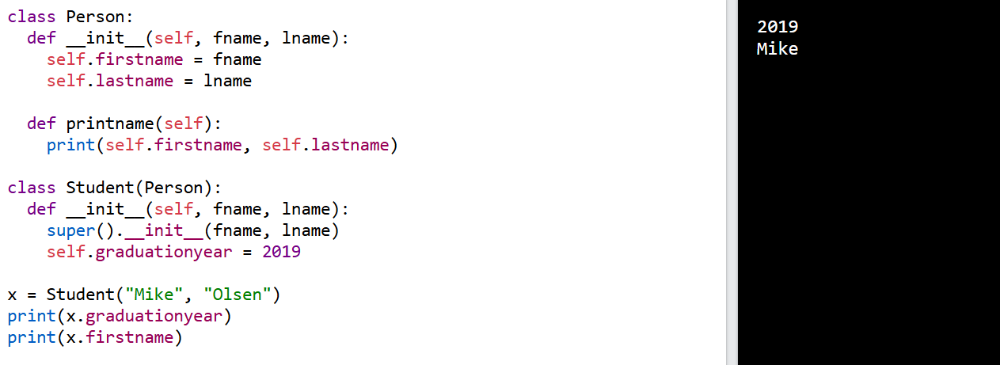 class Person:
  def __init__(self, fname, lname):
    self.firstname = fname
    self.lastname = lname

  def printname(self):
    print(self.firstname, self.lastname)

class Student(Person):
  def __init__(self, fname, lname):
    super().__init__(fname, lname)
    self.graduationyear = 2019

x = Student("Mike", "Olsen")
print(x.graduationyear)
print(x.firstname)
2019
Mike